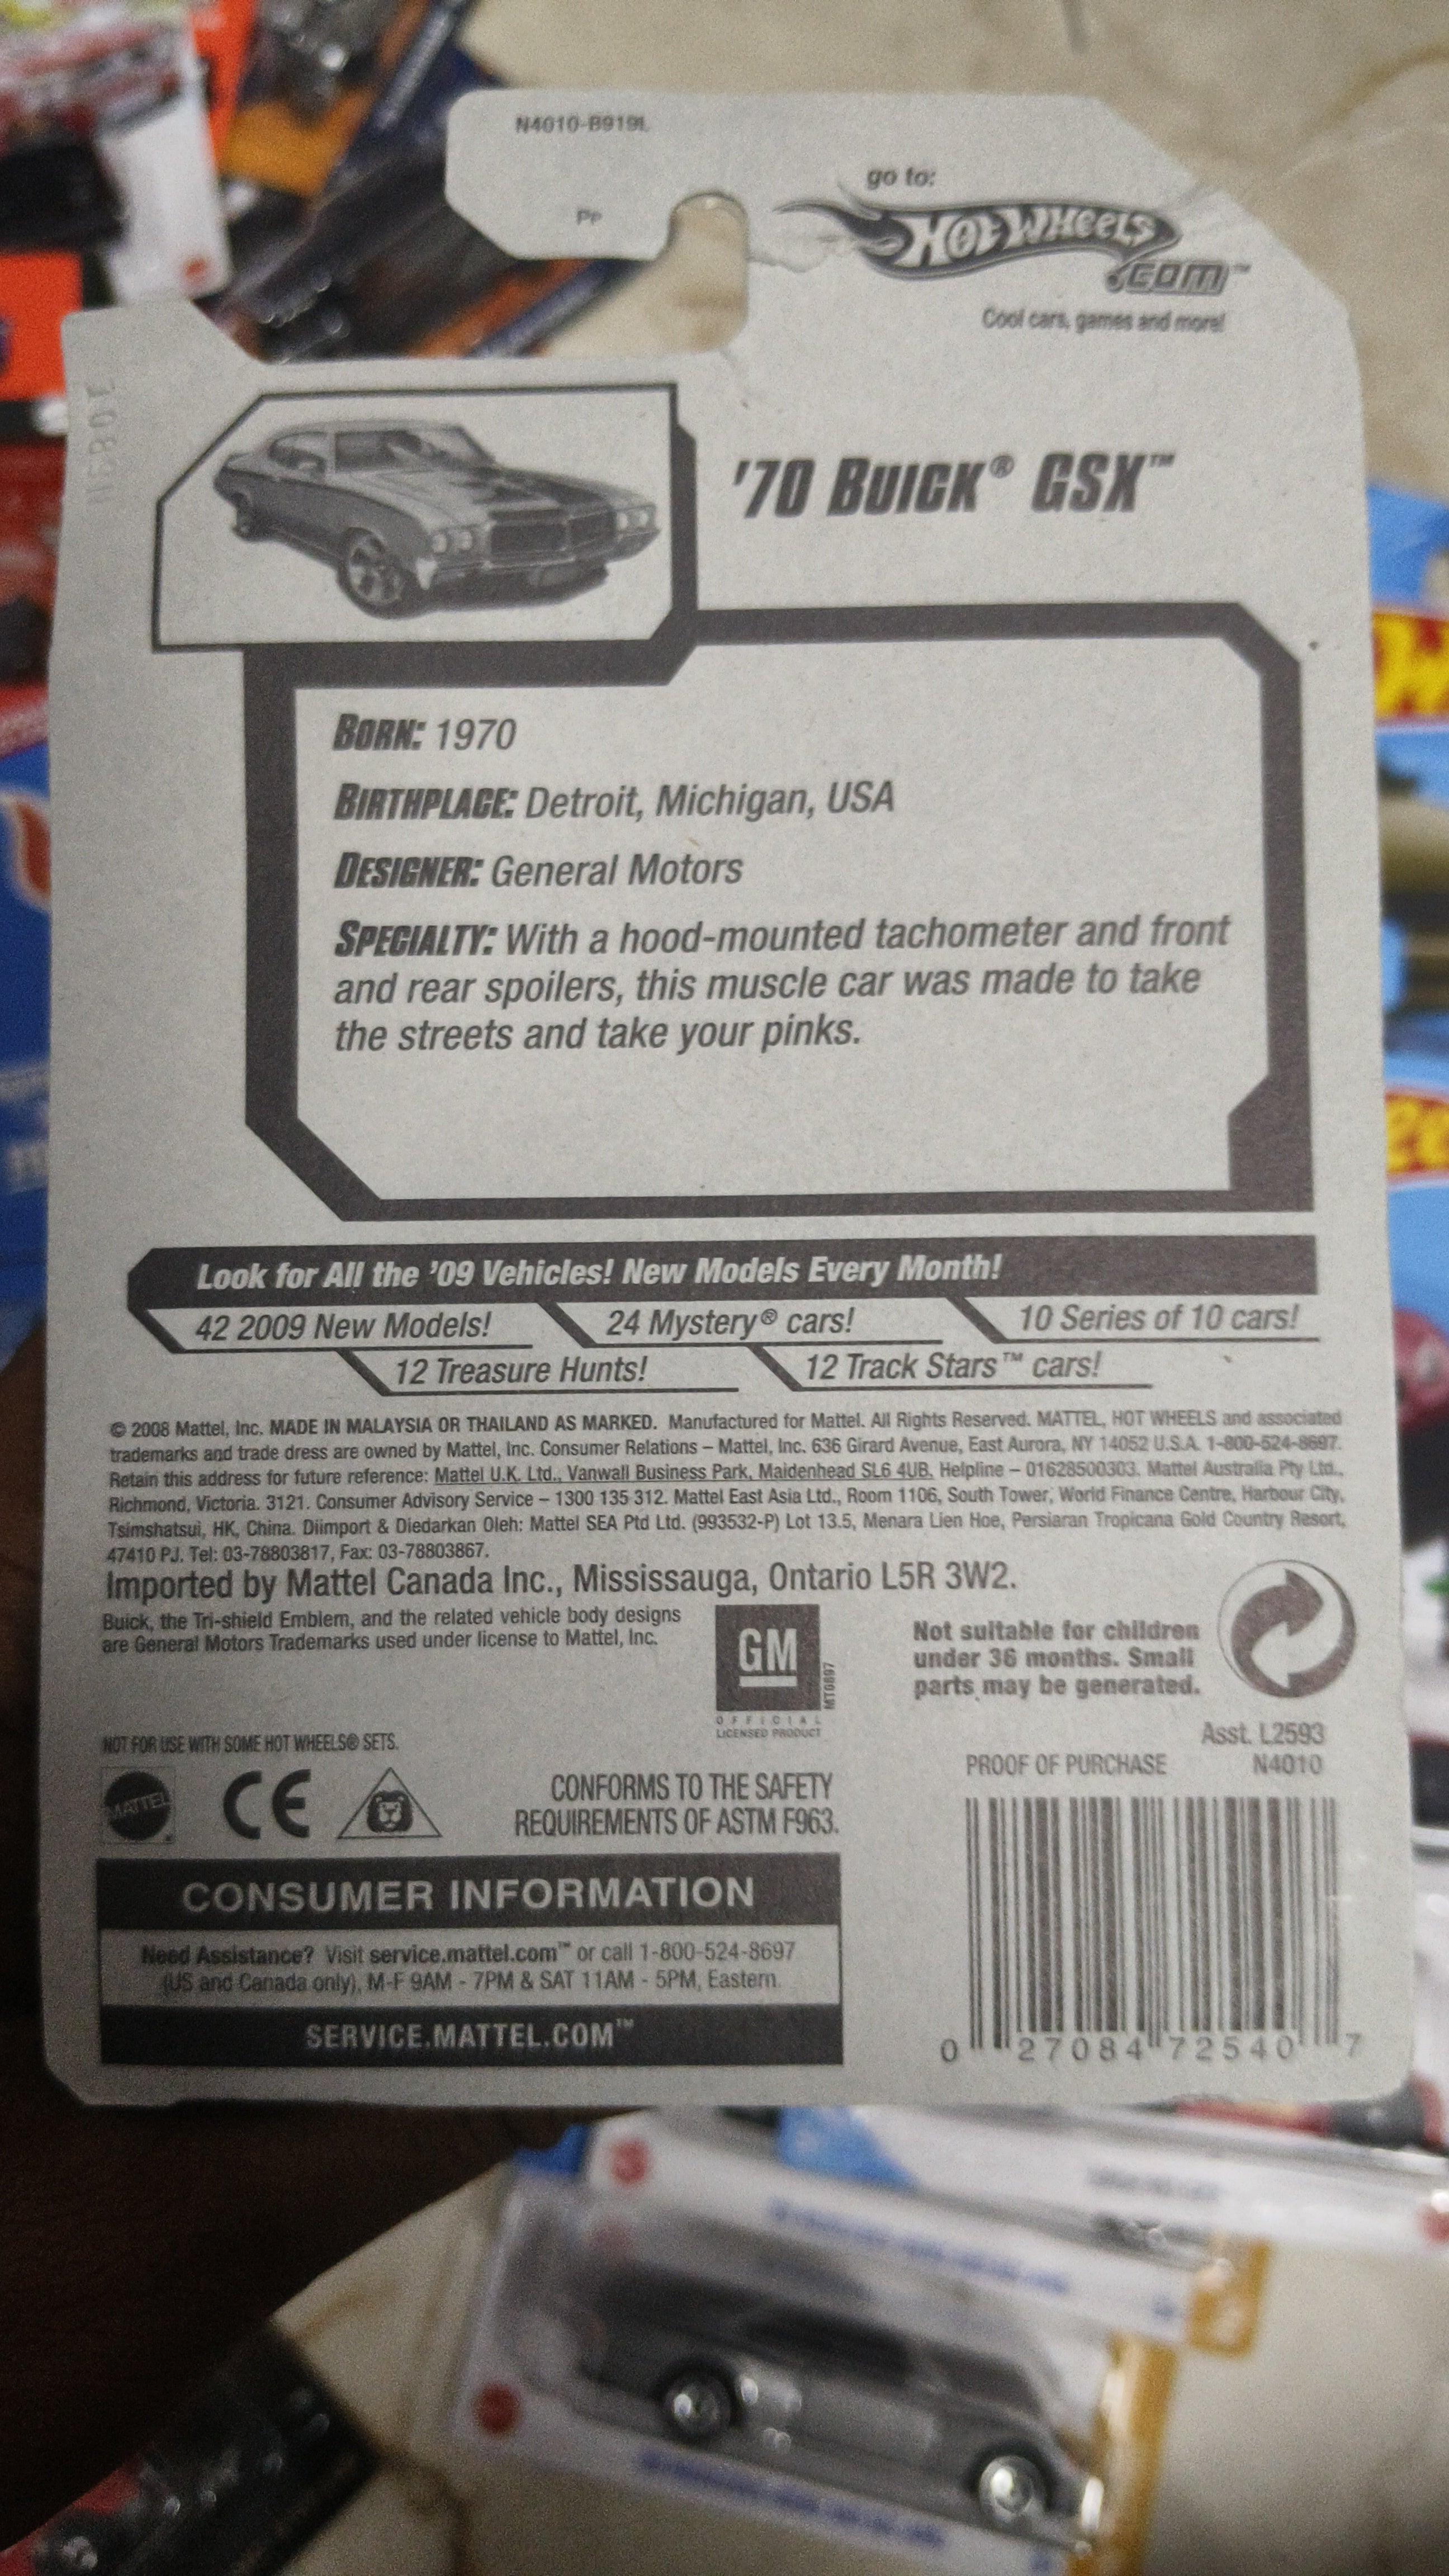 N4010-B919L
Pp
go to:
Hot Wheels
.com™
Cool cars, games and more!
'70 BUICK® GSX™
BORN: 1970
BIRTHPLACE: Detroit, Michigan, USA
DESIGNER: General Motors
SPECIALTY: With a hood-mounted tachometer and front
and rear spoilers, this muscle car was made to take
the streets and take your pinks.
Look for All the '09 Vehicles! New Models Every Month!
42 2009 New Models!
24 Mystery® cars!
10 Series of 10 cars!
12 Treasure Hunts!
12 Track Stars™ cars!
© 2008 Mattel, Inc. MADE IN MALAYSIA OR THAILAND AS MARKED. Manufactured for Mattel. All Rights Reserved. MATTEL, HOT WHEELS and associated
trademarks and trade dress are owned by Mattel, Inc. Consumer Relations – Mattel, Inc. 636 Girard Avenue, East Aurora, NY 14052 U.S.A. 1-800-524-8697.
Retain this address for future reference: Mattel U.K. Ltd., Vanwall Business Park, Maidenhead SL6 4UB. Helpline – 01628500303. Mattel Australia Pty Ltd.,
Richmond, Victoria. 3121. Consumer Advisory Service – 1300 135 312. Mattel East Asia Ltd., Room 1106, South Tower, World Finance Centre, Harbour City,
Tsimshatsui, HK, China. Diimport & Diedarkan Oleh: Mattel SEA Ptd Ltd. (993532-P) Lot 13.5, Menara Lien Hoe, Persiaran Tropicana Gold Country Resort,
47410 PJ. Tel: 03-78803817, Fax: 03-78803867.
Imported by Mattel Canada Inc., Mississauga, Ontario L5R 3W2.
Buick, the Tri-shield Emblem, and the related vehicle body designs
are General Motors Trademarks used under license to Mattel, Inc.
GM
MT0897
OFFICIAL
LICENSED PRODUCT
Not suitable for children
under 36 months. Small
parts may be generated.
NOT FOR USE WITH SOME HOT WHEELS® SETS.
Asst. L2593
PROOF OF PURCHASE N4010
MATTEL
CE
CONFORMS TO THE SAFETY
REQUIREMENTS OF ASTM F963.
CONSUMER INFORMATION
Need Assistance? Visit service.mattel.com™ or call 1-800-524-8697
(US and Canada only), M-F 9AM - 7PM & SAT 11AM - 5PM, Eastern.
SERVICE.MATTEL.COM™
0 27084 72540 7